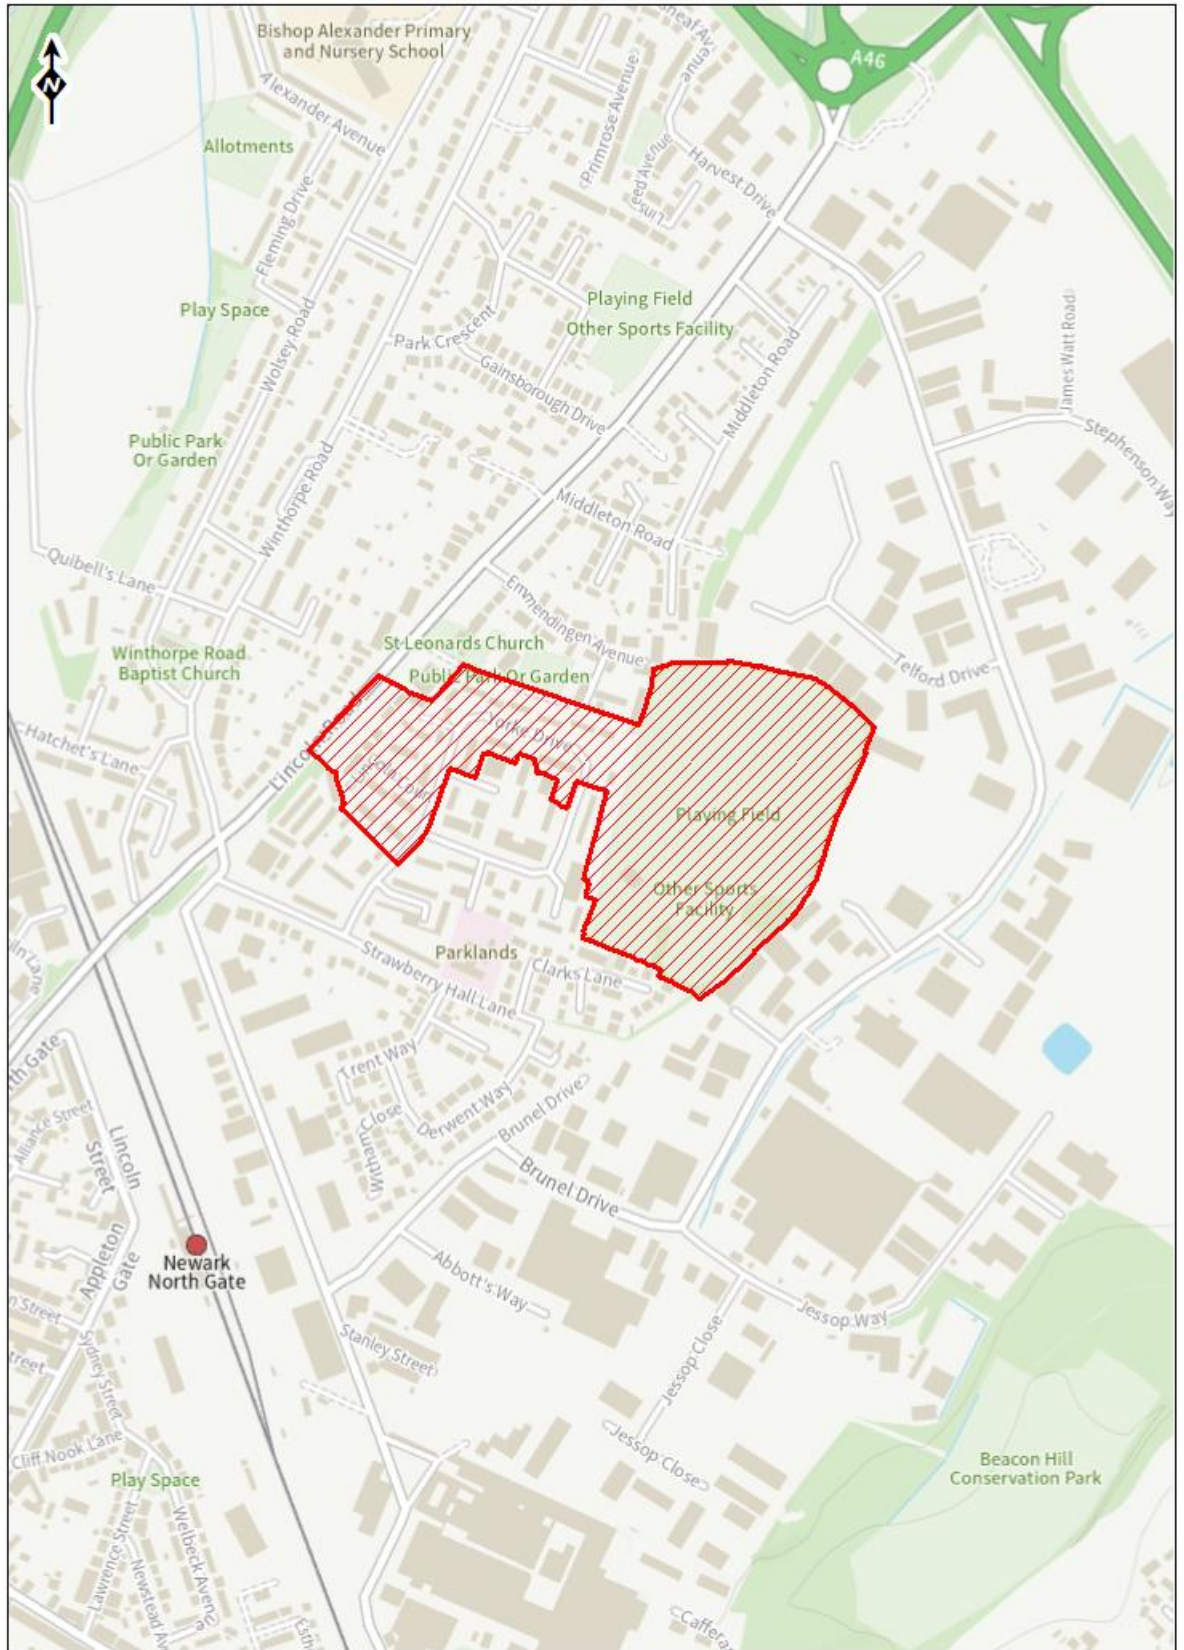 Bishop Alexander Primary
and Nursery School
N
A46
Alexander Avenue
Primrose Avenue
Allotments
Harvest Drive
Fleming Drive
Play Space
Playing Field
Other Sports Facility
Wolsey Road
Park Crescent
Gainsborough Drive
Middleton Road
James Watt Road
Stephenson Way
Public Park
Or Garden
Winthorpe Road
Middleton Road
Quibell's Lane
Emmendingen Avenue
St Leonards Church
Public Park Or Garden
Winthorpe Road
Baptist Church
Telford Drive
Yorke Drive
Hatchet's Lane
Lincoln Road
Playing Field
Other Sports
Facility
Parklands
Strawberry Hall Lane
Clarks Lane
Trent Way
Derwent Way
Close
Witham
Brunel Drive
Brunel Drive
Alliance Street
Lincoln
Street
Appleton
Gate
Newark
North Gate
Abbott's Way
Jessop Way
Stanley Street
Sydney Street
Jessop Close
Jessop Close
Cliff Nook Lane
Play Space
Beacon Hill
Conservation Park
Lawrence Street